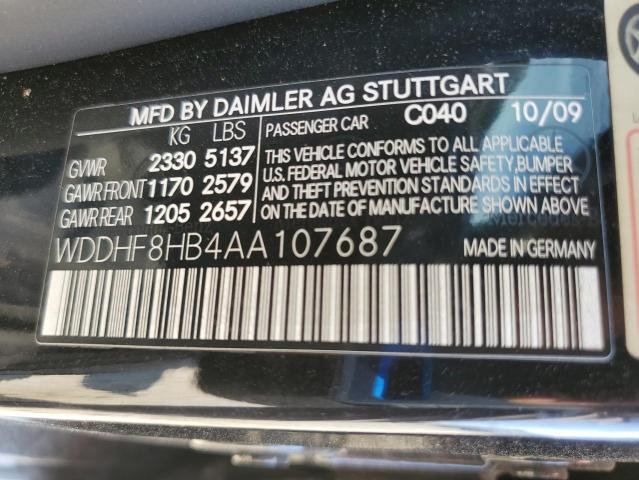 MFD BY DAIMLER AG STUTTGART
KG LBS PASSENGER CAR C040 10/09
GVWR 2330 5137
GAWR FRONT 1170 2579
GAWR REAR 1205 2657
THIS VEHICLE CONFORMS TO ALL APPLICABLE
U.S. FEDERAL MOTOR VEHICLE SAFETY, BUMPER
AND THEFT PREVENTION STANDARDS IN EFFECT ON
THE DATE OF MANUFACTURE SHOWN ABOVE
WDDHF8HB4AA107687 MADE IN GERMANY